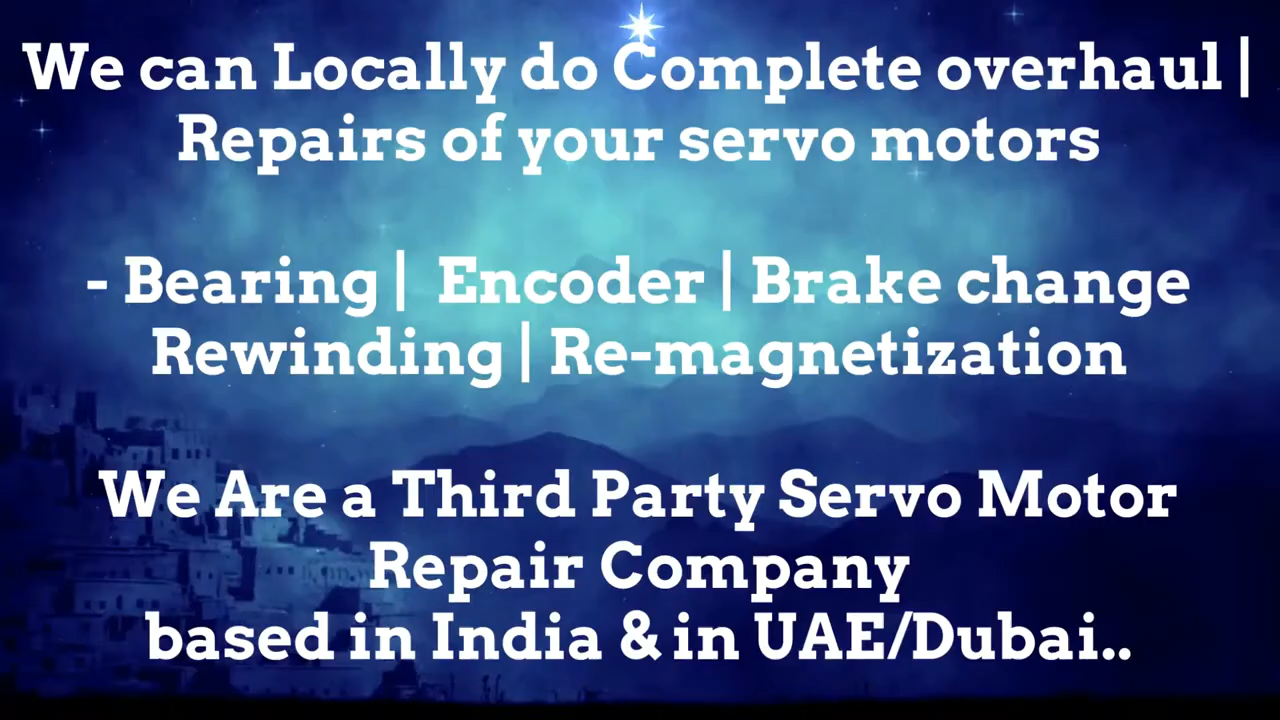 We can Locally do Complete overhaul |
Repairs of your servo motors
- Bearing | Encoder | Brake change
Rewinding | Re-magnetization
We Are a Third Party Servo Motor
Repair Company
based in India & in UAE/Dubai..